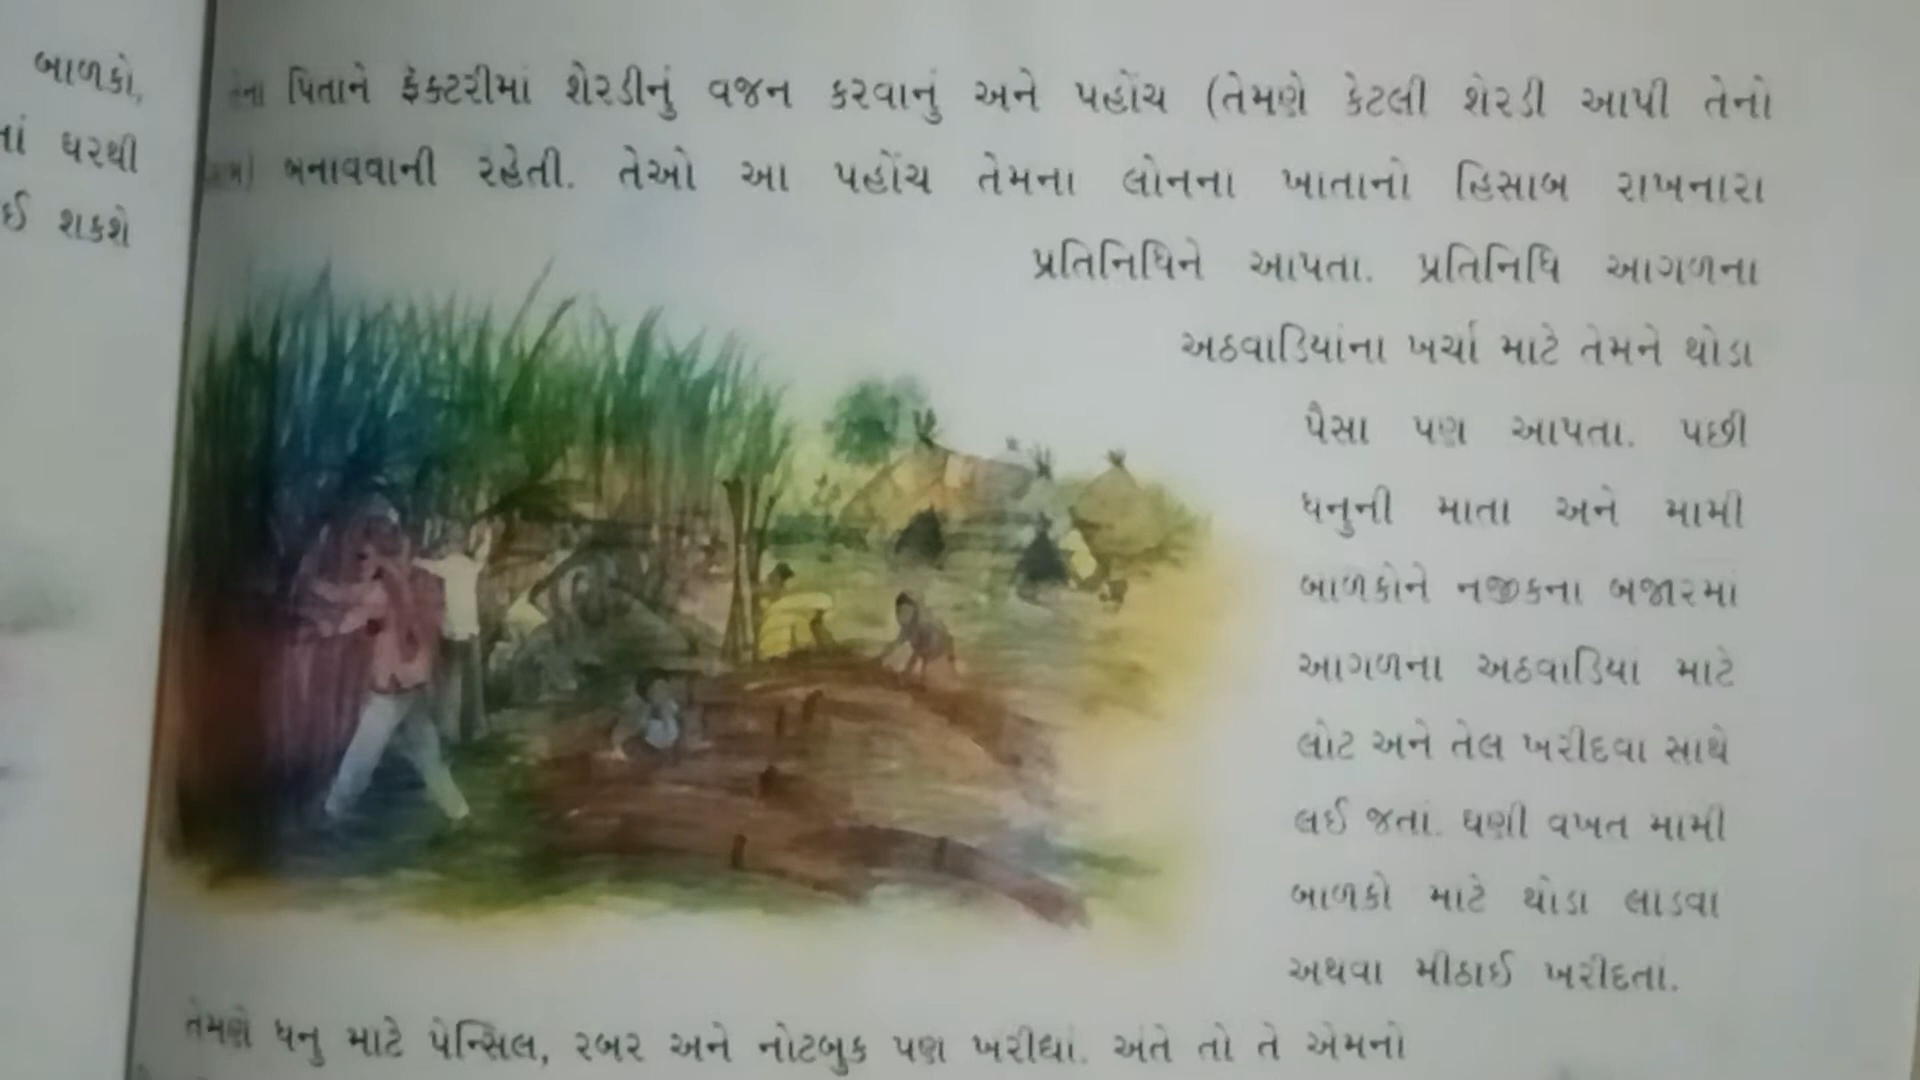 બાળકો,
ઘરથી
શકશે
પિતાને ફેક્ટરીમાં શેરડીનું વજન કરવાનું અને પહોંચ (તેમણે કેટલી શેરડી આપી તેનો
બનાવવાની રહેતી. તેઓ આ પહોંચ તેમના લોનના ખાતાનો હિસાબ રાખનારા
પ્રતિનિધિને આપતા. પ્રતિનિધિ આગળના
અઠવાડિયાંના ખર્ચા માટે તેમને થોડા
પૈસા પણ આપતા. પછી
ધનુની માતા અને મામી
બાળકોને નજીકના બજારમાં
આગળના અઠવાડિયા માટે
લોટ અને તેલ ખરીદવા સાથે
લઈ જતાં. ઘણી વખત મામી
બાળકો માટે થોડા લાડવા
અથવા મીઠાઈ ખરીદતા.
તેમણે ધનુ માટે પેન્સિલ, રબર અને નોટબુક પણ ખરીદ્યાં. અંતે તો તે એમનો